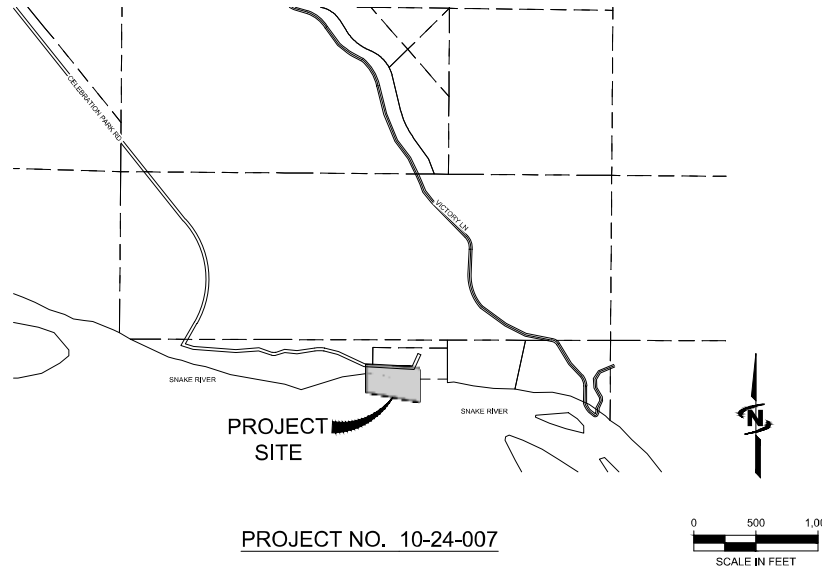 CELEBRATION PARK RD
VICTORY LN
SNAKE RIVER
SNAKE RIVER
PROJECT
SITE
N
PROJECT NO. 10-24-007
0 500
SCALE IN FEET